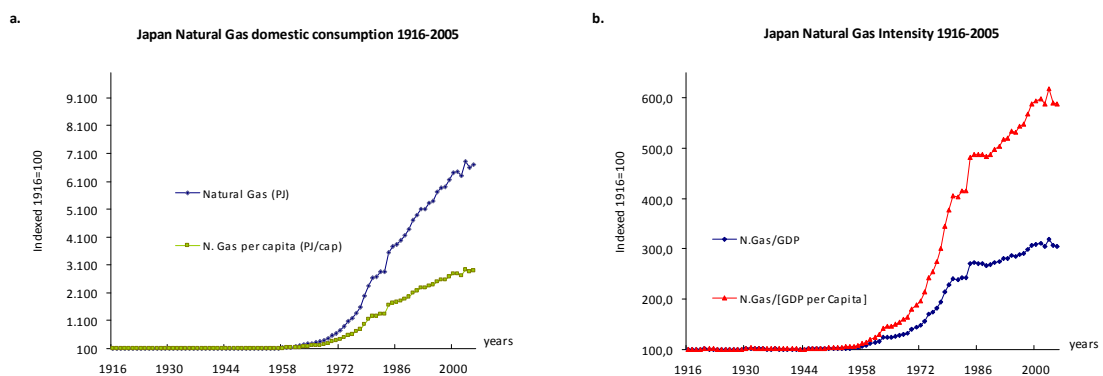 a.
Japan Natural Gas domestic consumption 1916-2005
Indexed 1916=100
9.100
8.100
7.100
6.100
5.100
4.100
3.100
2.100
1.100
100
Natural Gas (PJ)
N. Gas per capita (PJ/cap)
years
1916 1930 1944 1958 1972 1986 2000
b.
Japan Natural Gas Intensity 1916-2005
Indexed 1916=100
600,0
500,0
400,0
300,0
200,0
100,0
N.Gas/GDP
N.Gas/[GDP per Capita]
years
1916 1930 1944 1958 1972 1986 2000